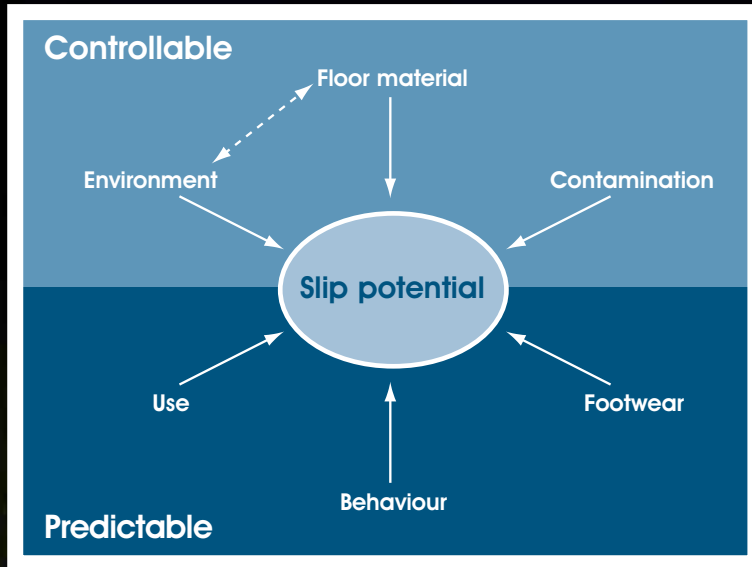 Controllable
Floor material
Environment
Contamination
Slip potential
Use
Footwear
Behaviour
Predictable